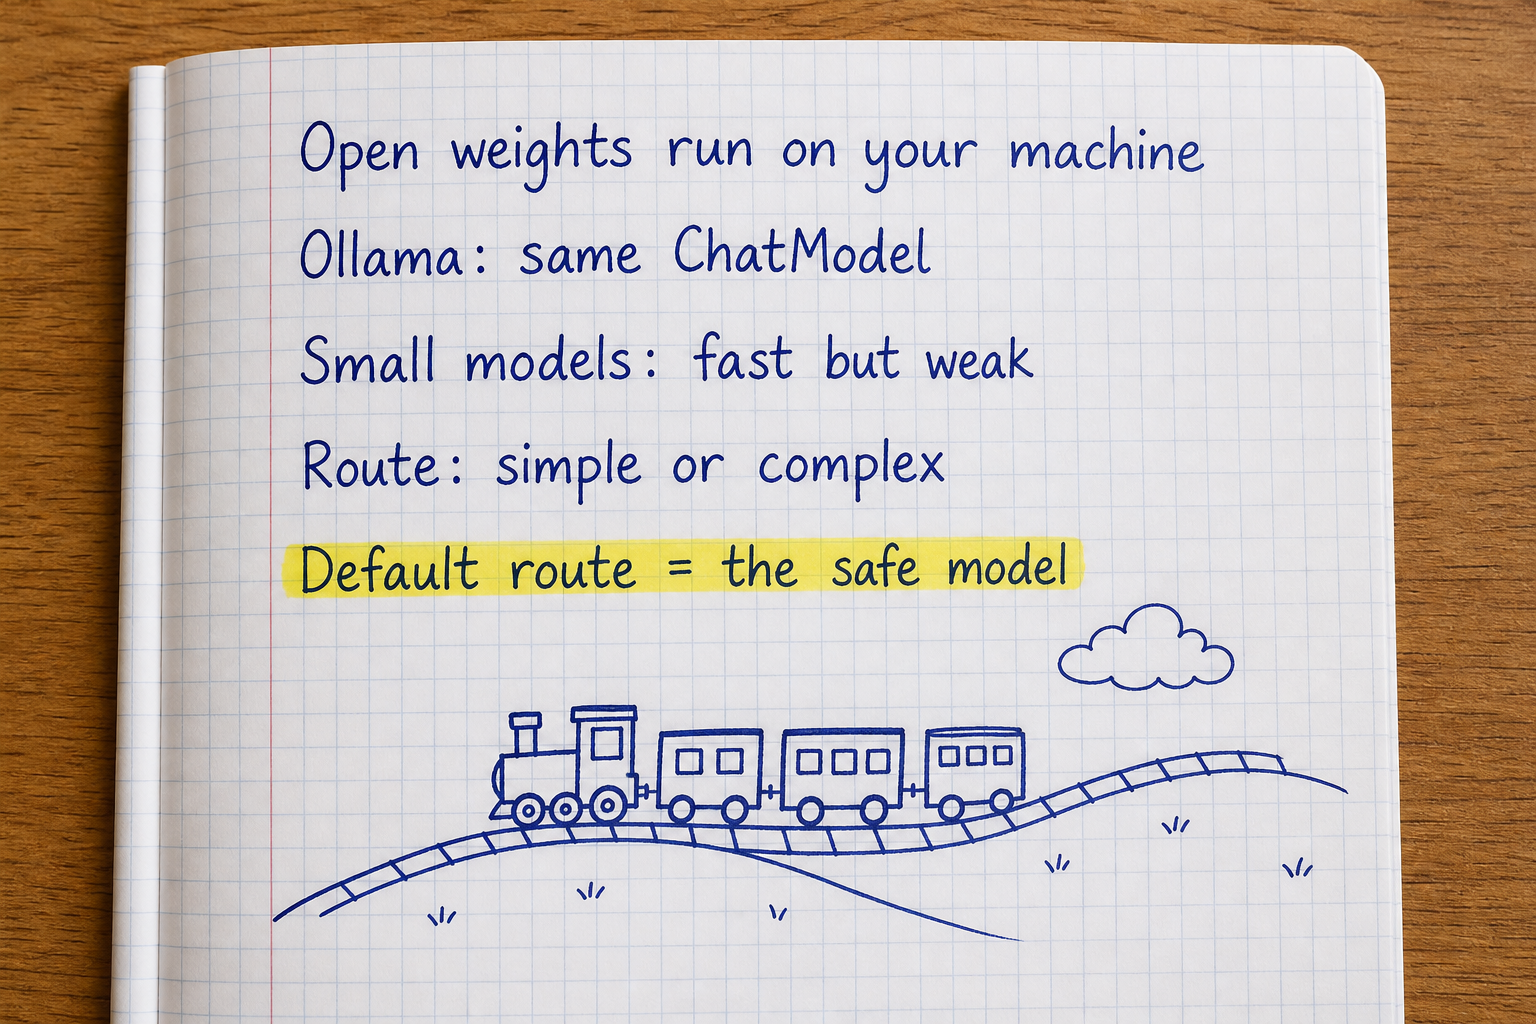 Open weights run on your machine
Ollama: same ChatModel
Small models: fast but weak
Route: simple or complex
Default route = the safe model